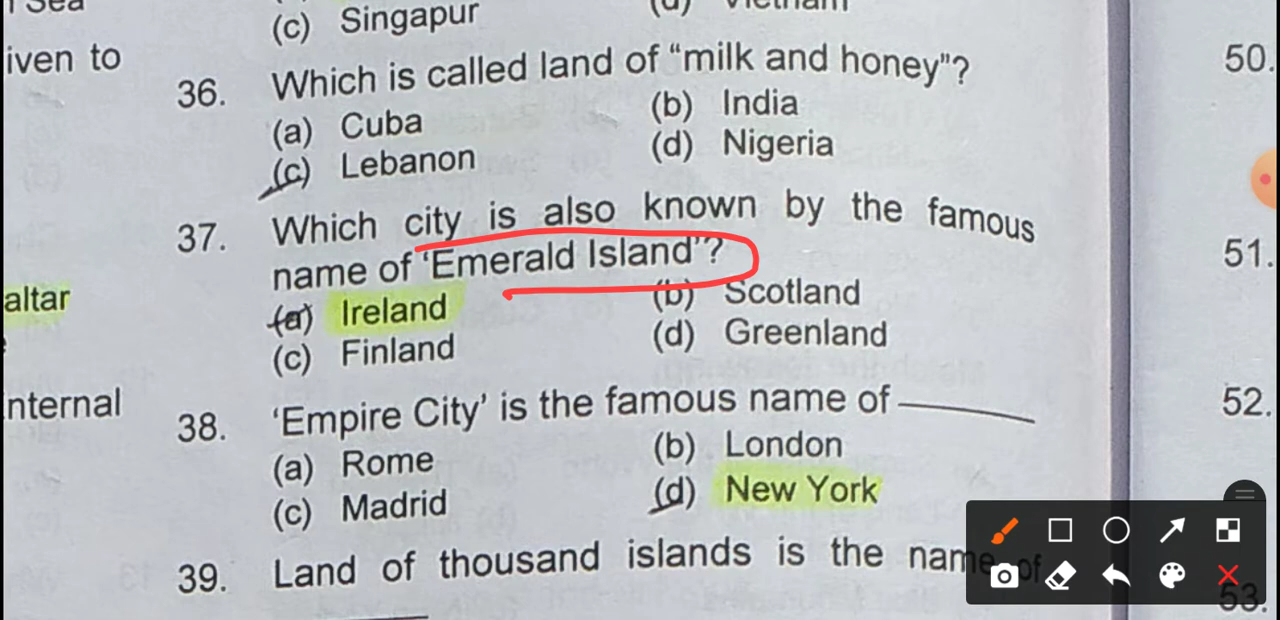 (c) Singapur
iven to
36. Which is called land of “milk and honey”?
(a) Cuba (b) India
(c) Lebanon (d) Nigeria
37. Which city is also known by the famous
name of ‘Emerald Island’?
(a) Ireland (b) Scotland
(c) Finland (d) Greenland
altar
nternal
38. ‘Empire City’ is the famous name of
(a) Rome (b) London
(c) Madrid (d) New York
39. Land of thousand islands is the name of
50.
51.
52.
53.